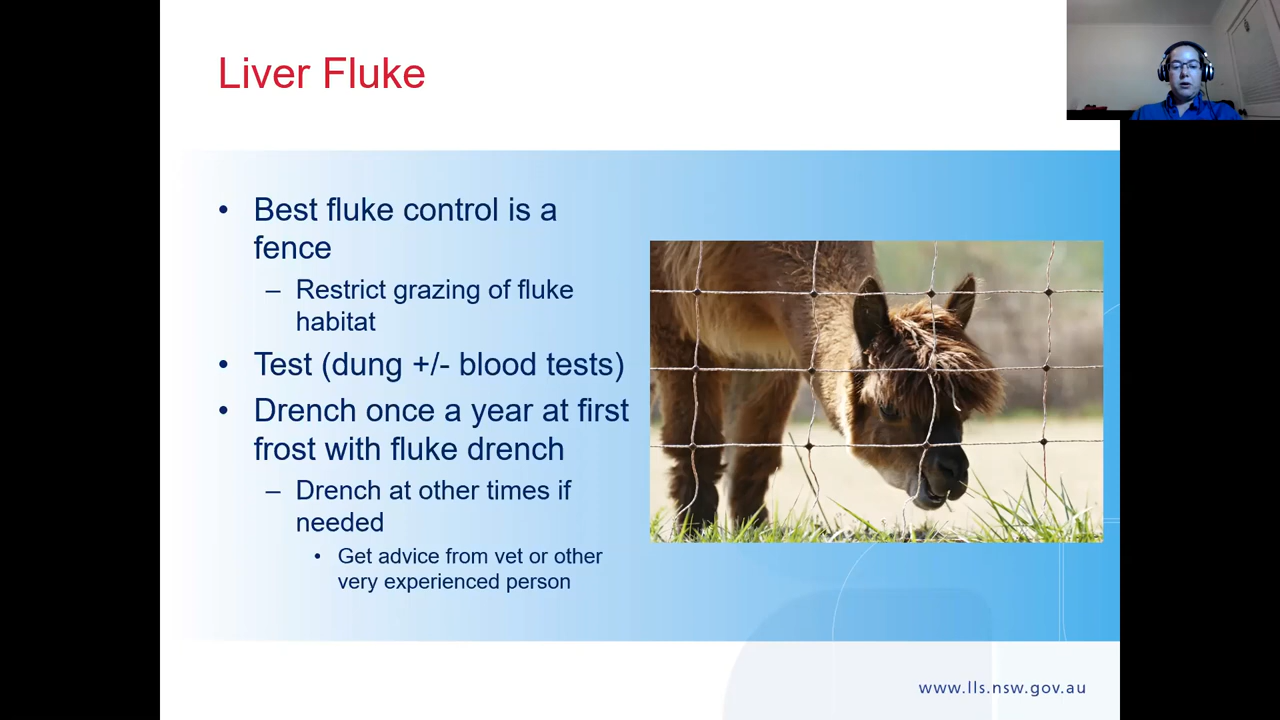 Liver Fluke
• Best fluke control is a
fence
– Restrict grazing of fluke
habitat
• Test (dung +/- blood tests)
• Drench once a year at first
frost with fluke drench
– Drench at other times if
needed
• Get advice from vet or other
very experienced person
www.lls.nsw.gov.au